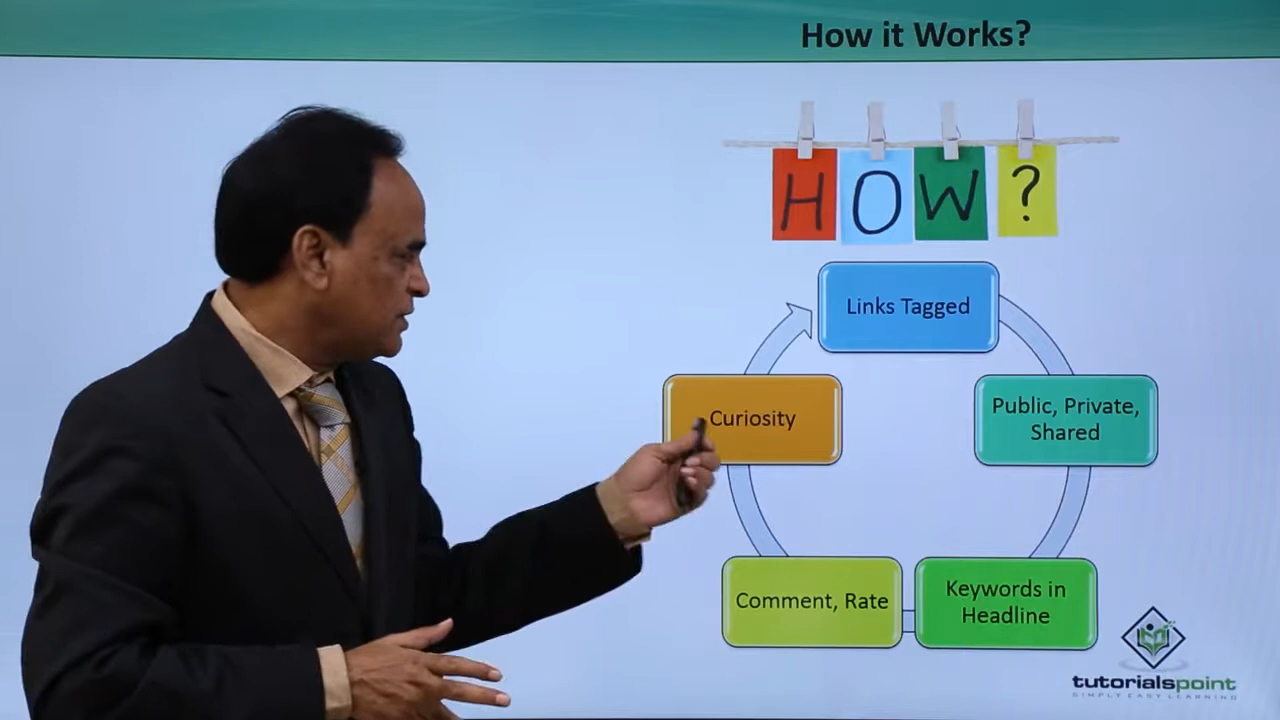 How it Works?
HOW?
Links Tagged
Public, Private,
Shared
Keywords in
Headline
Comment, Rate
Curiosity
tutorialspoint
SIMPLY EASY LEARNING